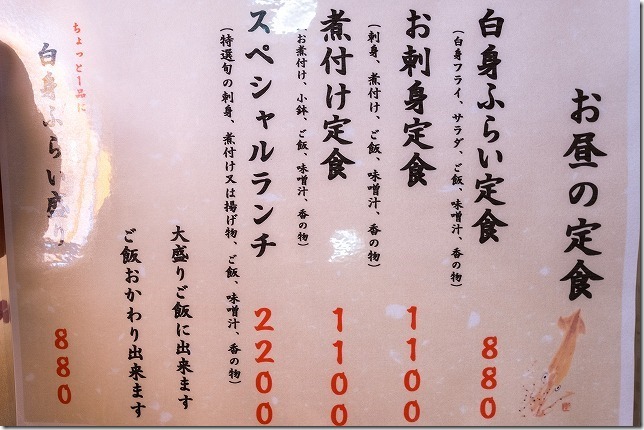 お昼の定食
白身ふらい定食
880
(白身フライ、サラダ、ご飯、味噌汁、香の物)
お刺身定食
1100
(刺身、煮付け、ご飯、味噌汁、香の物)
煮付け定食
1100
(お煮付け、小鉢、ご飯、味噌汁、香の物)
スペシャルランチ
2200
(特選旬の刺身、煮付け又は揚げ物、ご飯、味噌汁、香の物)
大盛りご飯に出来ます
ご飯おかわり出来ます
ちょっと1品に
白身ふらい盛り
880